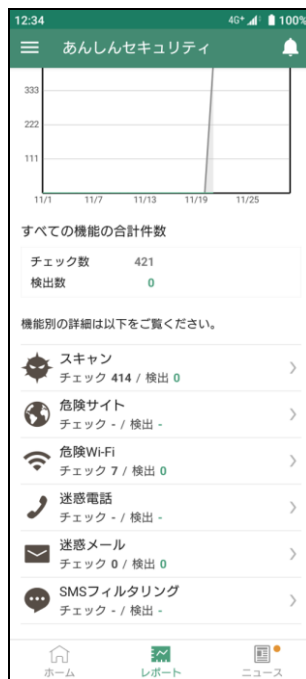 12:34 4G+ 100%
あんしんセキュリティ
333
222
111
11/1 11/7 11/13 11/19 11/25
すべての機能の合計件数
チェック数 421
検出数 0
機能別の詳細は以下をご覧ください。
スキャン
チェック 414 / 検出 0
危険サイト
チェック - / 検出 -
危険Wi-Fi
チェック 7 / 検出 0
迷惑電話
チェック - / 検出 -
迷惑メール
チェック 0 / 検出 0
SMSフィルタリング
チェック - / 検出 -
ホーム レポート ニュース